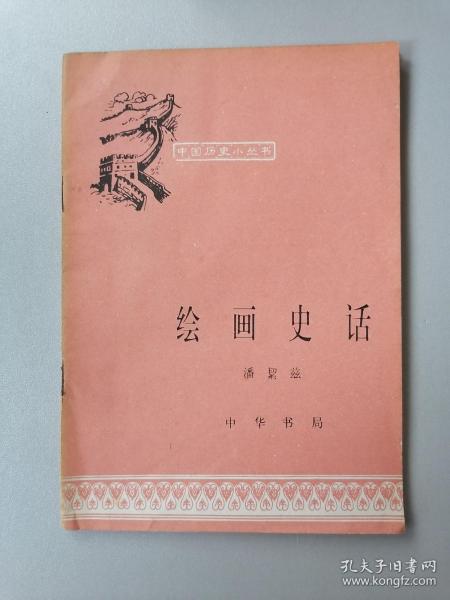 中国历史小丛书
绘画史话
潘絜兹
中华书局
孔夫子旧书网
www.kongfz.com